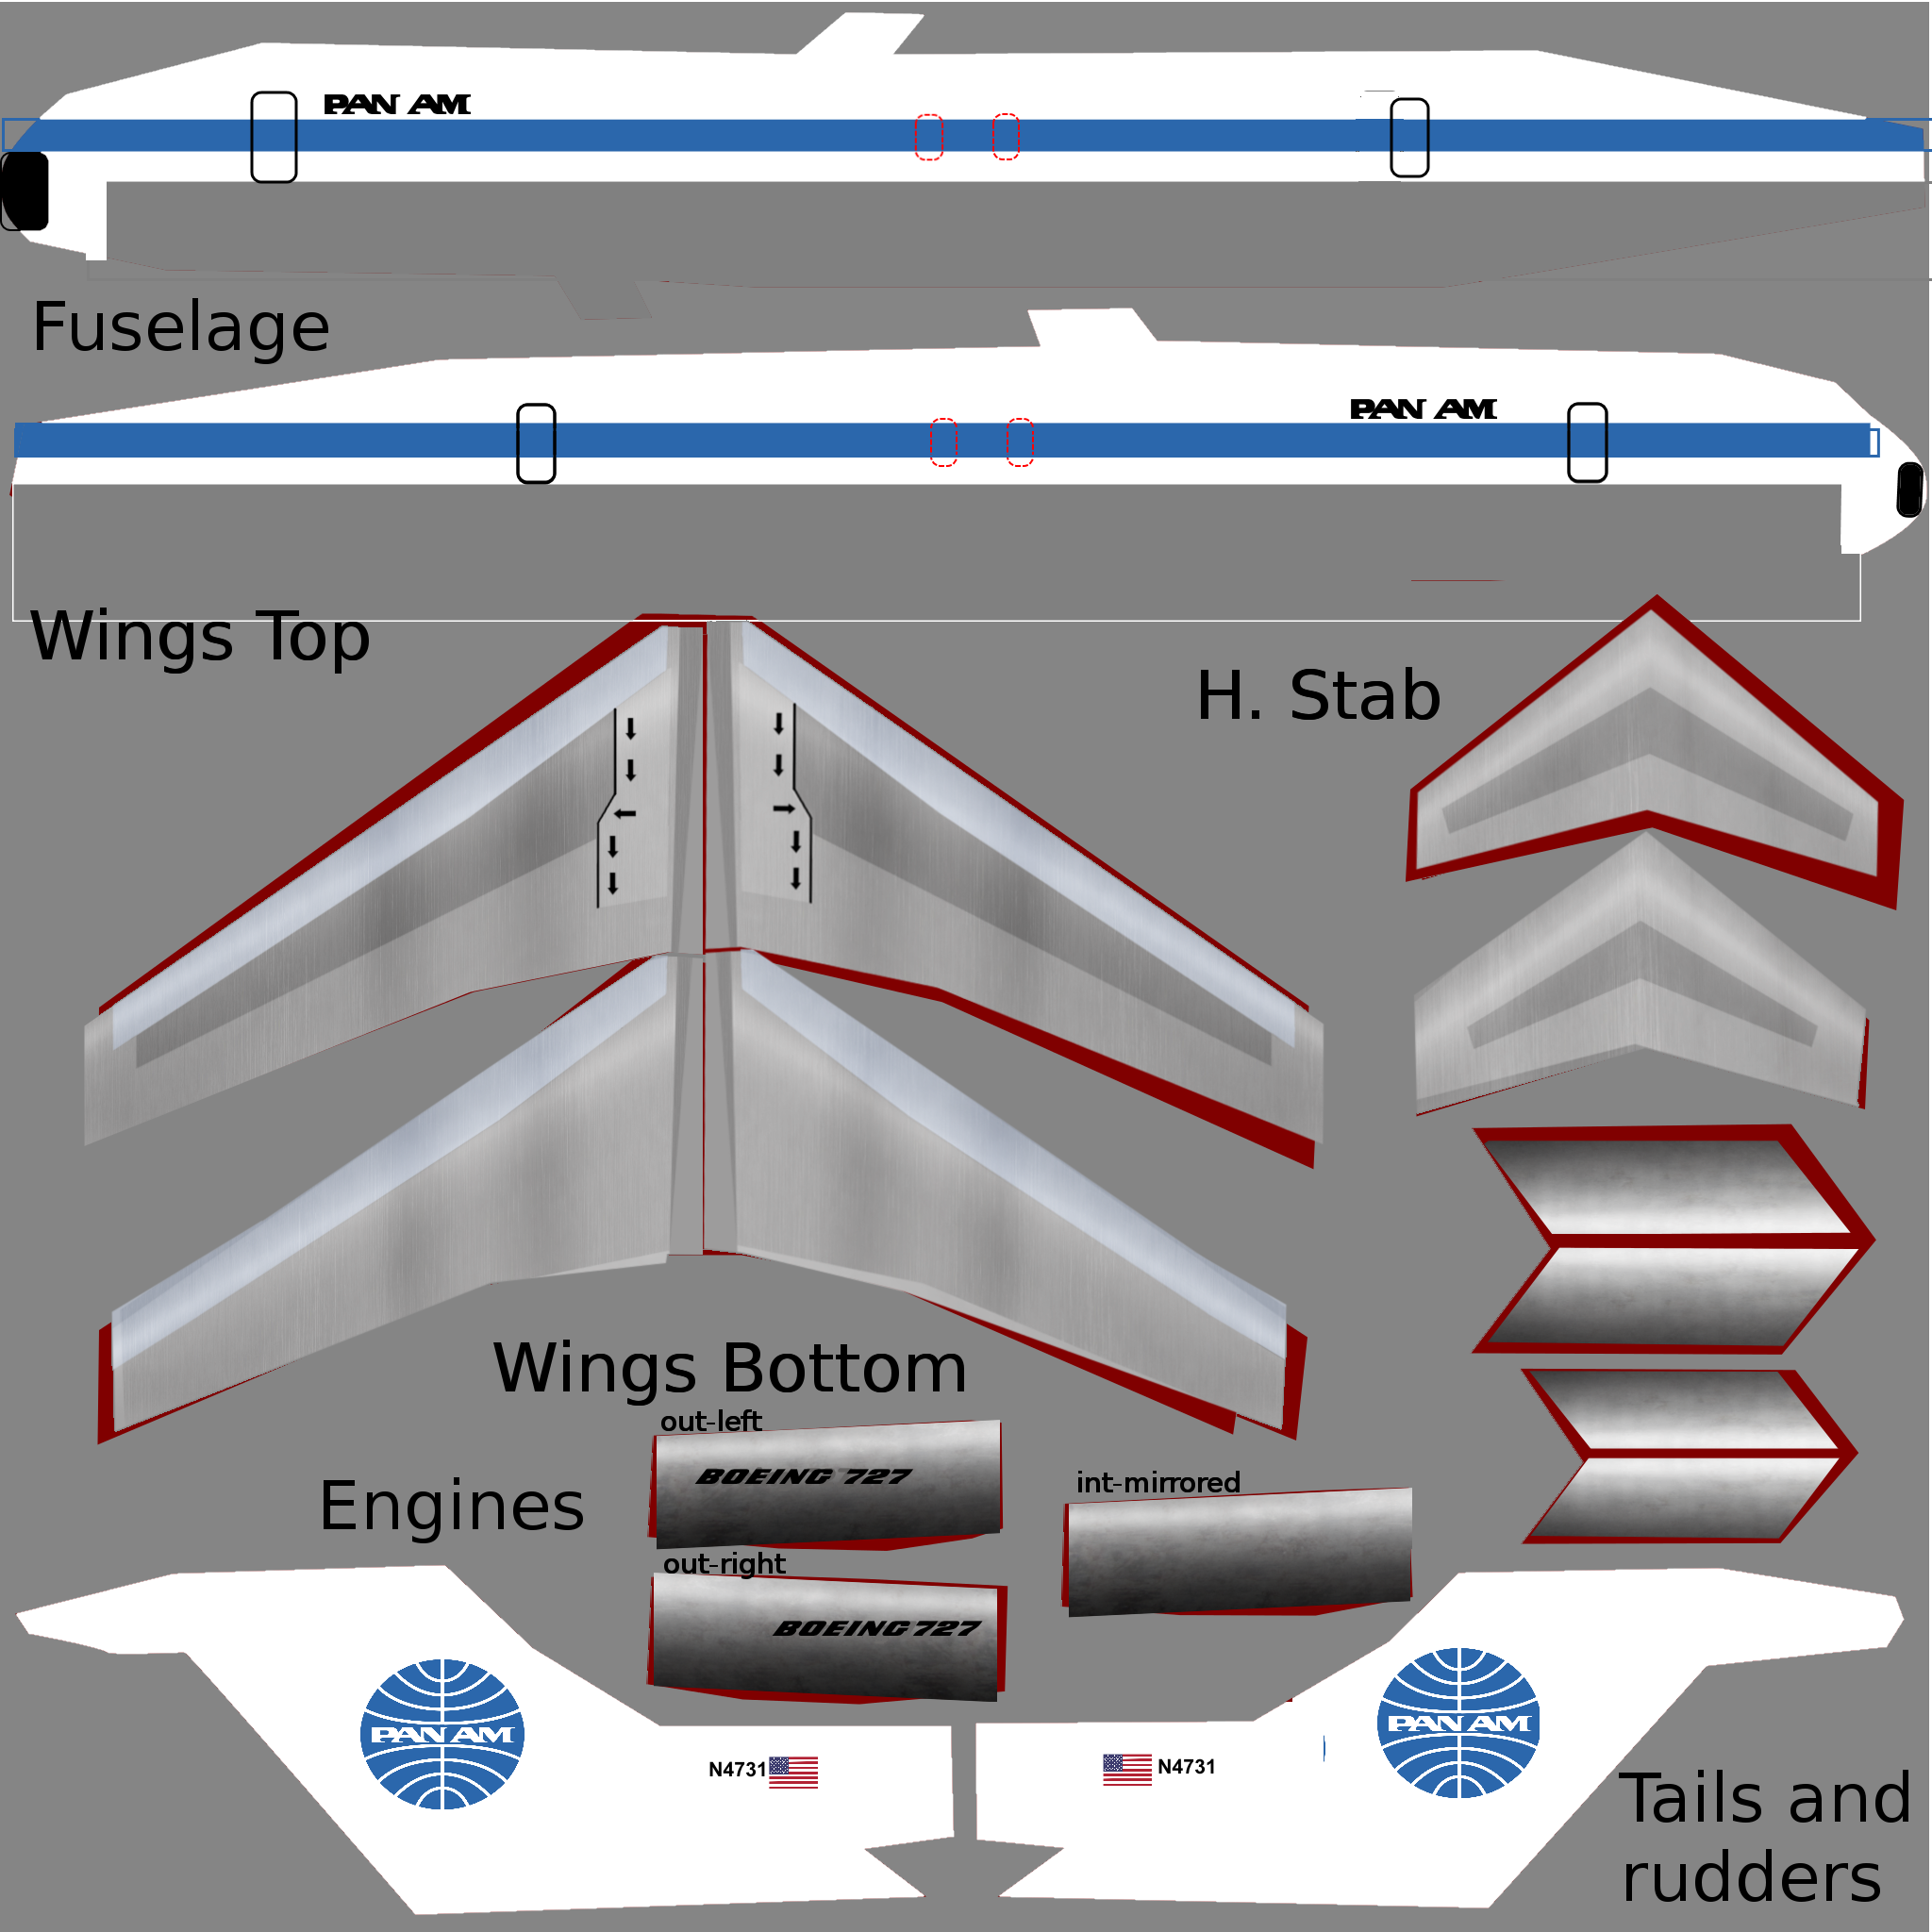 PAN AM
Fuselage
PAN AM
Wings Top
H. Stab
Wings Bottom
out-left
BOEING 727
int-mirrored
Engines
out-right
BOEING 727
PAN AM
PAN AM
N4731
N4731
Tails and
rudders